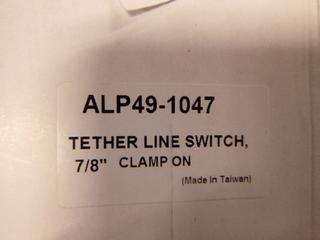 ALP49-1047
TETHER LINE SWITCH,
7/8" CLAMP ON
(Made In Taiwan)